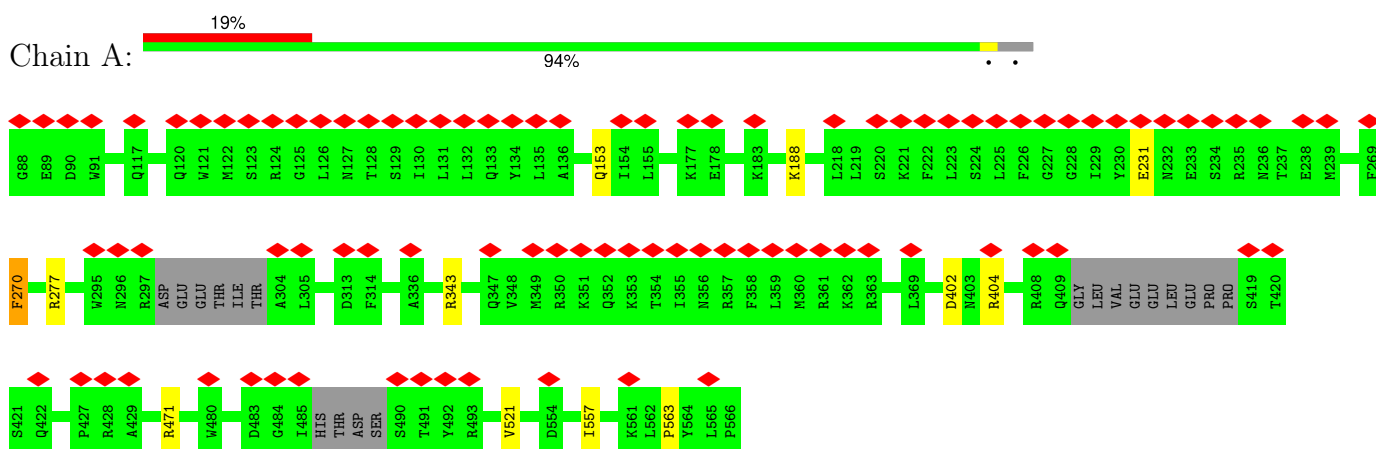 19%
Chain A:
94%
• •
G88 E89 D90 W91 Q117 Q120 W121 M122 S123 R124 G125 L126 N127 T128 S129 I130 L131 L132 Q133 Y134 L135 A136 Q153 I154 L155 K177 E178 K183 K188 L218 L219 S220 K221 F222 L223 S224 L225 F226 G227 G228 I229 Y230 E231 N232 E233 S234 R235 N236 T237 E238 M239 F269
F270 R277 W295 N296 R297 ASP GLU GLU THR ILE THR A304 L305 D313 F314 A336 R343 Q347 V348 M349 R350 K351 Q352 K353 T354 I355 N356 R357 F358 L359 M360 R361 K362 R363 L369 D402 N403 R404 R408 Q409 GLY LEU VAL GLU GLU LEU GLU PRO PRO S419 T420
S421 Q422 P427 R428 A429 R471 W480 D483 G484 I485 HIS THR ASP SER S490 T491 Y492 R493 V521 D554 I557 K561 L562 P563 Y564 L565 P566